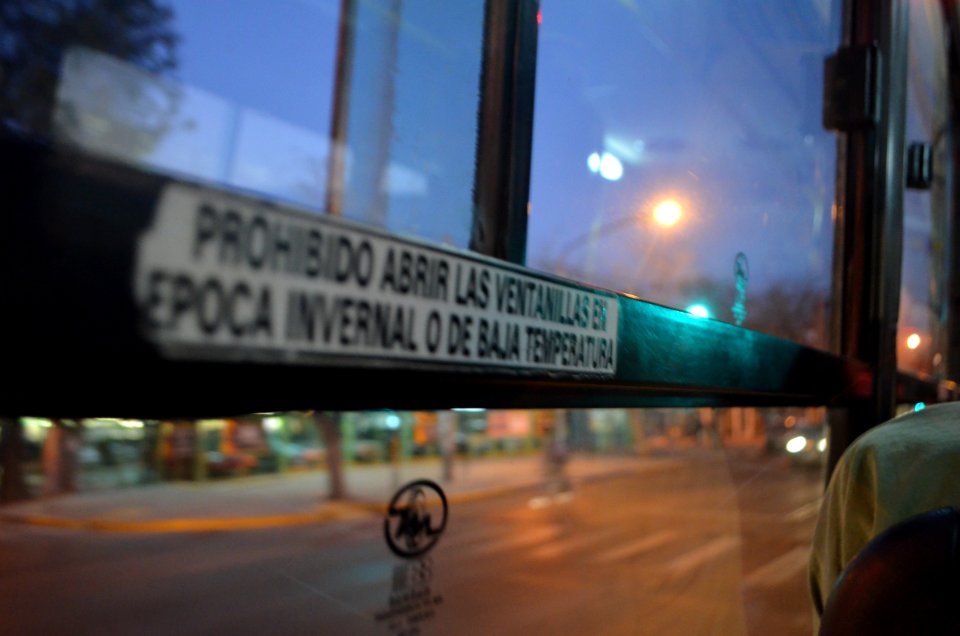 PROHIBIDO ABRIR LAS VENTANILLAS EN
EPOCA INVERNAL O DE BAJA TEMPERATURA